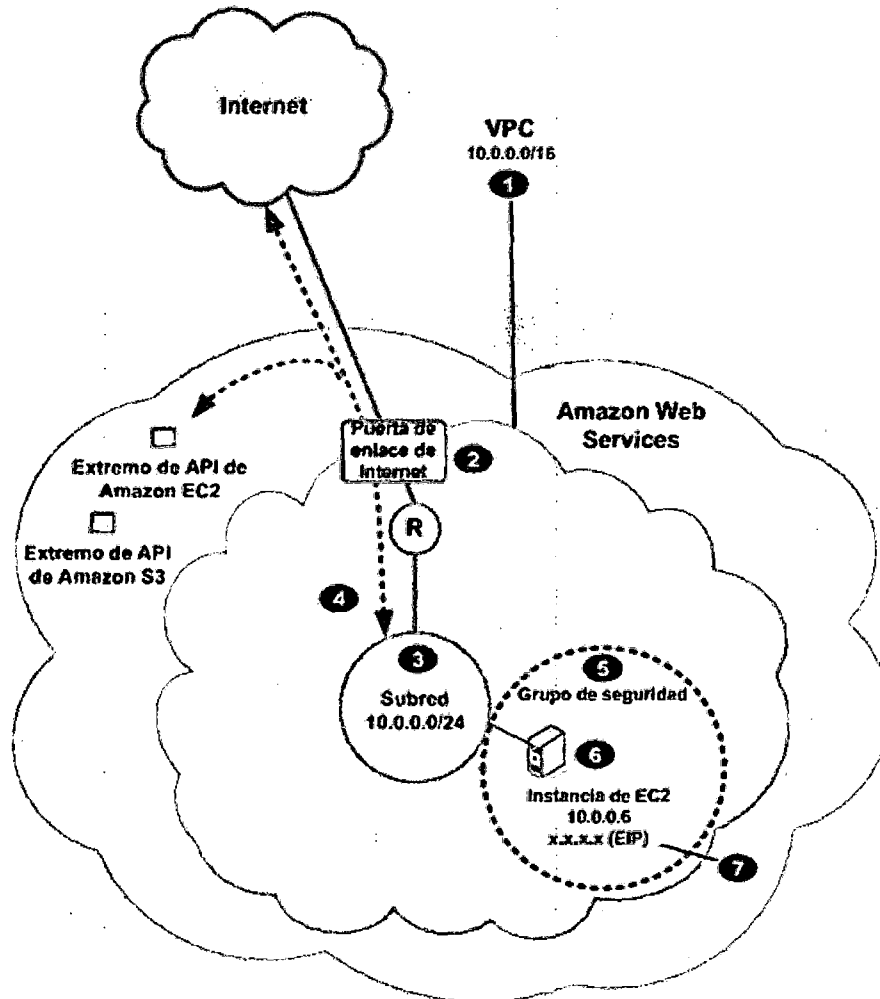 Internet
VPC
10.0.0.0/16
1
Amazon Web
Services
Puerta de
enlace de
Internet
2
Extremo de API de
Amazon EC2
R
Extremo de API
de Amazon S3
4
3
Subred
10.0.0.0/24
5
Grupo de seguridad
6
Instancia de EC2
10.0.0.6
x.x.x.x (EIP)
7